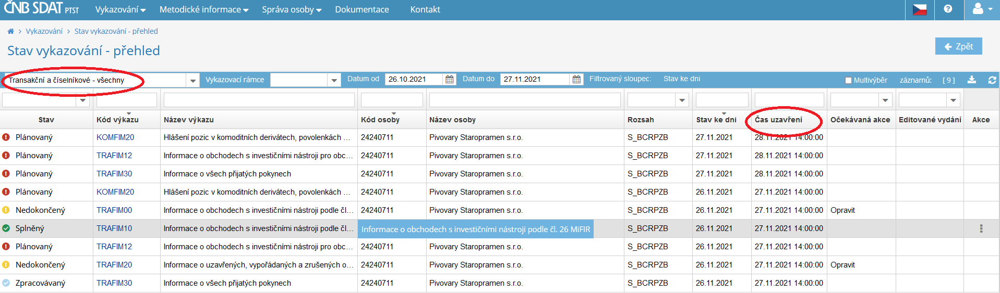 ČNB SDAT PTST Vykazování Metodické informace Správa osoby Dokumentace Kontakt
Vykazování Stav vykazování - přehled
Stav vykazování - přehled
Zpět
Transakční a číselníkové - všechny Vykazovací rámce Datum od 26.10.2021 Datum do 27.11.2021 Filtrovaný sloupec: Stav ke dni Multivýběr záznamů: [ 9 ]
Stav Kód výkazu Název výkazu Kód osoby Název osoby Rozsah Stav ke dni Čas uzavření Očekávaná akce Editované vydání Akce
Plánovaný KOMFIM20 Hlášení pozic v komoditních derivátech, povolenkách ... 24240711 Pivovary Staropramen s.r.o. S_BCRPZB 27.11.2021 28.11.2021 14:00:00
Plánovaný TRAFIM12 Informace o obchodech s investičními nástroji pro obc... 24240711 Pivovary Staropramen s.r.o. S_BCRPZB 27.11.2021 28.11.2021 14:00:00
Plánovaný TRAFIM30 Informace o všech přijatých pokynech 24240711 Pivovary Staropramen s.r.o. S_BCRPZB 27.11.2021 28.11.2021 14:00:00
Plánovaný KOMFIM20 Hlášení pozic v komoditních derivátech, povolenkách ... 24240711 Pivovary Staropramen s.r.o. S_BCRPZB 26.11.2021 27.11.2021 14:00:00
Nedokončený TRAFIM00 Informace o obchodech s investičními nástroji podle čl... 24240711 Pivovary Staropramen s.r.o. S_BCRPZB 26.11.2021 27.11.2021 14:00:00 Opravit
Splněný TRAFIM10 Informace o obchodech s investičními nástroji podle čl... Informace o obchodech s investičními nástroji podle čl. 26 MiFIR S_BCRPZB 26.11.2021 27.11.2021 14:00:00
Plánovaný TRAFIM12 Informace o obchodech s investičními nástroji pro obc... 24240711 Pivovary Staropramen s.r.o. S_BCRPZB 26.11.2021 27.11.2021 14:00:00
Nedokončený TRAFIM20 Informace o uzavřených, vypořádaných a zrušených o... 24240711 Pivovary Staropramen s.r.o. S_BCRPZB 26.11.2021 27.11.2021 14:00:00 Opravit
Zpracovávaný TRAFIM30 Informace o všech přijatých pokynech 24240711 Pivovary Staropramen s.r.o. S_BCRPZB 26.11.2021 27.11.2021 14:00:00